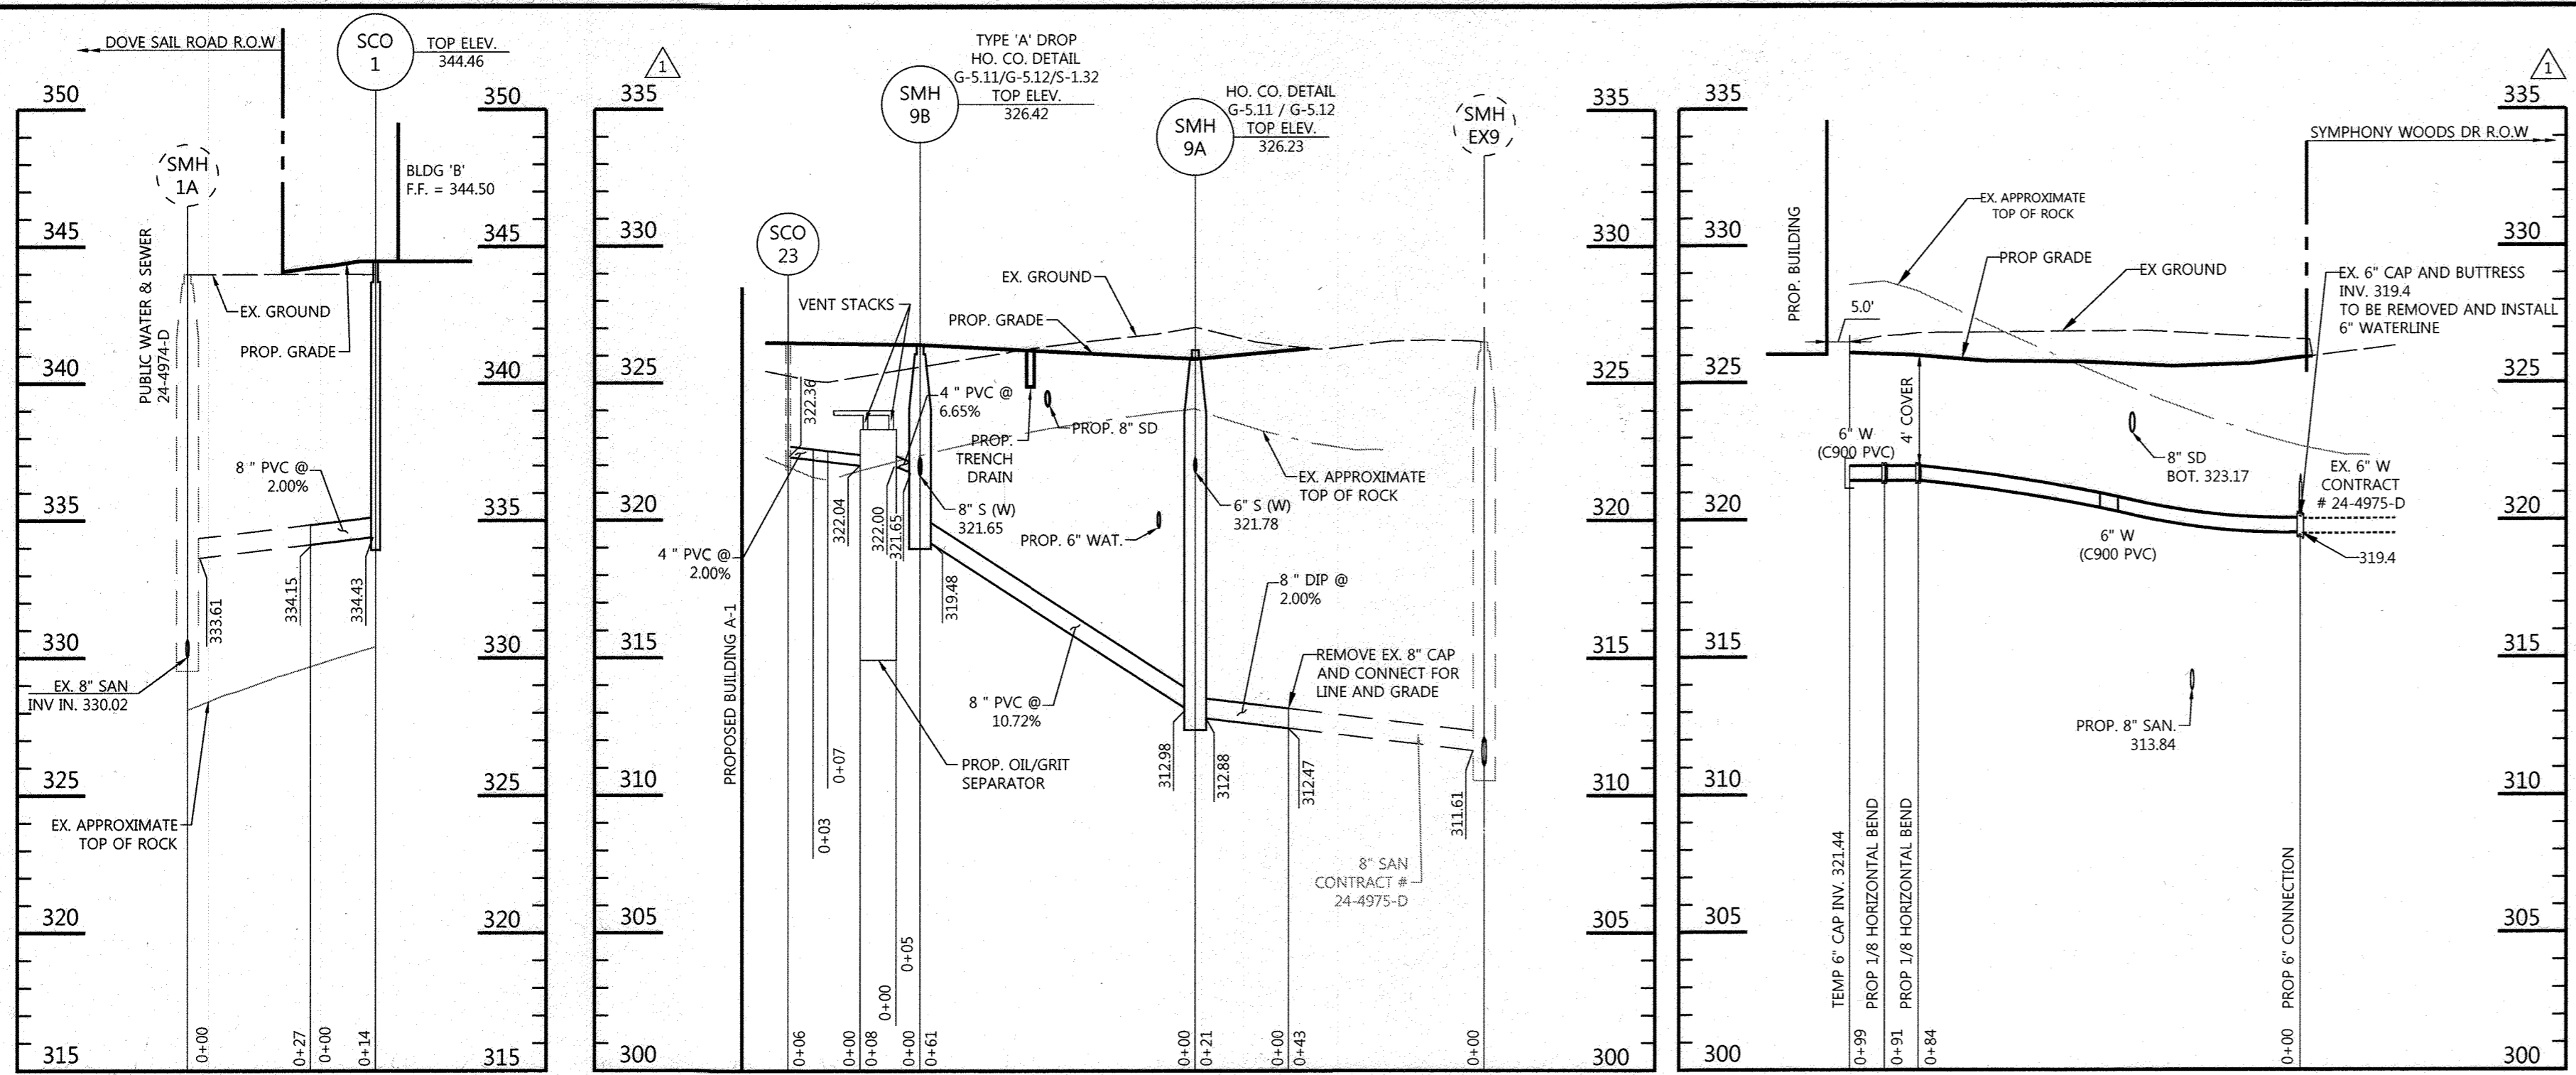 DOVE SAIL ROAD R.O.W
SCO
1
TOP ELEV.
344.46
350
350
SMH
1A
BLDG 'B'
F.F. = 344.50
345
345
PUBLIC WATER & SEWER
24-4974-D
EX. GROUND
PROP. GRADE
340
340
8 " PVC @
2.00%
335
335
333.61
334.15
334.43
330
330
EX. 8" SAN
INV IN. 330.02
325
325
EX. APPROXIMATE
TOP OF ROCK
320
320
315
315
0+00
0+27
0+00
0+14
1
335
335
TYPE 'A' DROP
HO. CO. DETAIL
G-5.11/G-5.12/S-1.32
TOP ELEV.
326.42
SMH
9B
HO. CO. DETAIL
G-5.11 / G-5.12
TOP ELEV.
326.23
SMH
9A
SMH
EX9
SCO
23
330
330
EX. GROUND
VENT STACKS
PROP. GRADE
325
325
322.36
4 " PVC @
6.65%
PROP. 8" SD
PROP.
TRENCH
DRAIN
EX. APPROXIMATE
TOP OF ROCK
320
320
322.04
322.00
321.65
8" S (W)
321.65
6" S (W)
321.78
PROP. 6" WAT.
4 " PVC @
2.00%
319.48
8 " DIP @
2.00%
PROPOSED BUILDING A-1
315
315
REMOVE EX. 8" CAP
AND CONNECT FOR
LINE AND GRADE
8 " PVC @
10.72%
PROP. OIL/GRIT
SEPARATOR
310
310
312.98
312.88
312.47
311.61
0+07
0+03
8" SAN
CONTRACT #
24-4975-D
305
305
0+05
0+00
300
300
0+06
0+00
0+08
0+00
0+61
0+00
0+21
0+00
0+43
0+00
1
335
335
SYMPHONY WOODS DR R.O.W
EX. APPROXIMATE
TOP OF ROCK
PROP. BUILDING
330
330
PROP GRADE
EX GROUND
EX. 6" CAP AND BUTTRESS
INV. 319.4
TO BE REMOVED AND INSTALL
6" WATERLINE
5.0'
325
325
4' COVER
6" W
(C900 PVC)
8" SD
BOT. 323.17
EX. 6" W
CONTRACT
# 24-4975-D
320
320
6" W
(C900 PVC)
319.4
315
315
PROP. 8" SAN.
313.84
310
310
305
305
TEMP 6" CAP INV. 321.44
PROP 1/8 HORIZONTAL BEND
PROP 1/8 HORIZONTAL BEND
PROP 6" CONNECTION
300
300
0+99
0+91
0+84
0+00